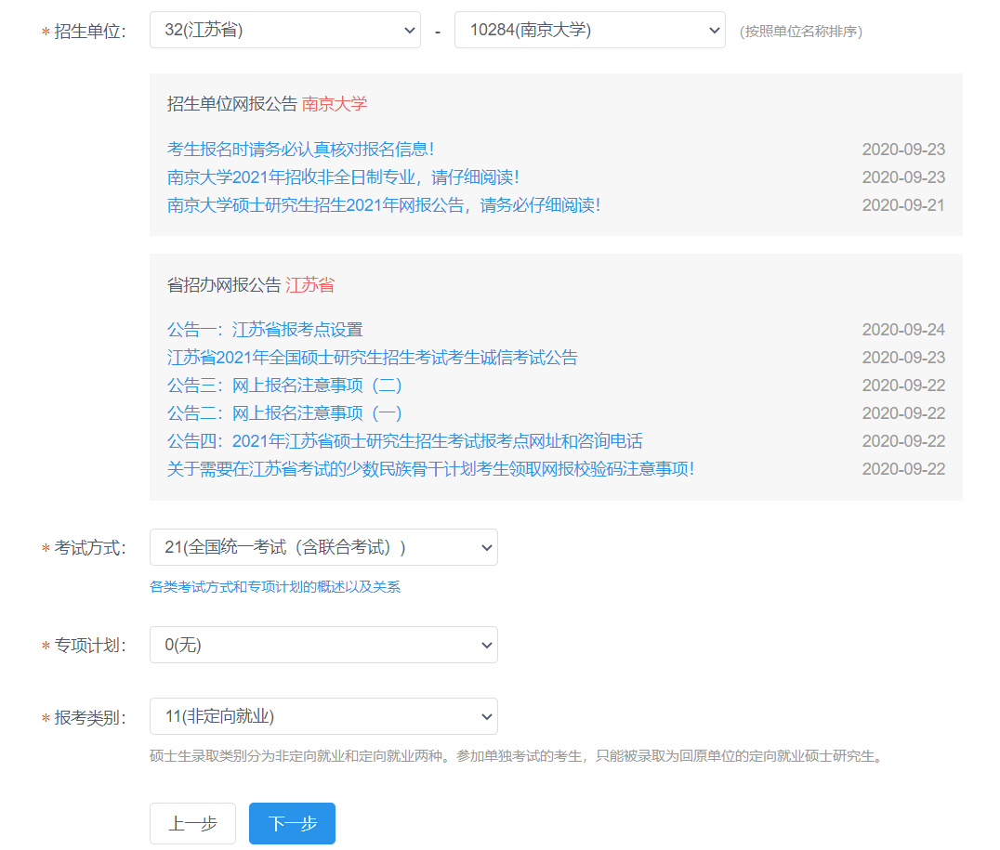 * 招生单位： 32(江苏省) - 10284(南京大学) (按照单位名称排序)
招生单位网报公告 南京大学
考生报名时请务必认真核对报名信息！ 2020-09-23
南京大学2021年招收非全日制专业，请仔细阅读！ 2020-09-23
南京大学硕士研究生招生2021年网报公告，请务必仔细阅读！ 2020-09-21
省招办网报公告 江苏省
公告一：江苏省报考点设置 2020-09-24
江苏省2021年全国硕士研究生招生考试考生诚信考试公告 2020-09-23
公告三：网上报名注意事项（二） 2020-09-22
公告二：网上报名注意事项（一） 2020-09-22
公告四：2021年江苏省硕士研究生招生考试报考点网址和咨询电话 2020-09-22
关于需要在江苏省考试的少数民族骨干计划考生领取网报校验码注意事项！ 2020-09-22
* 考试方式： 21(全国统一考试（含联合考试）)
各类考试方式和专项计划的概述以及关系
* 专项计划： 0(无)
* 报考类别： 11(非定向就业)
硕士生录取类别分为非定向就业和定向就业两种。参加单独考试的考生，只能被录取为回原单位的定向就业硕士研究生。
上一步 下一步